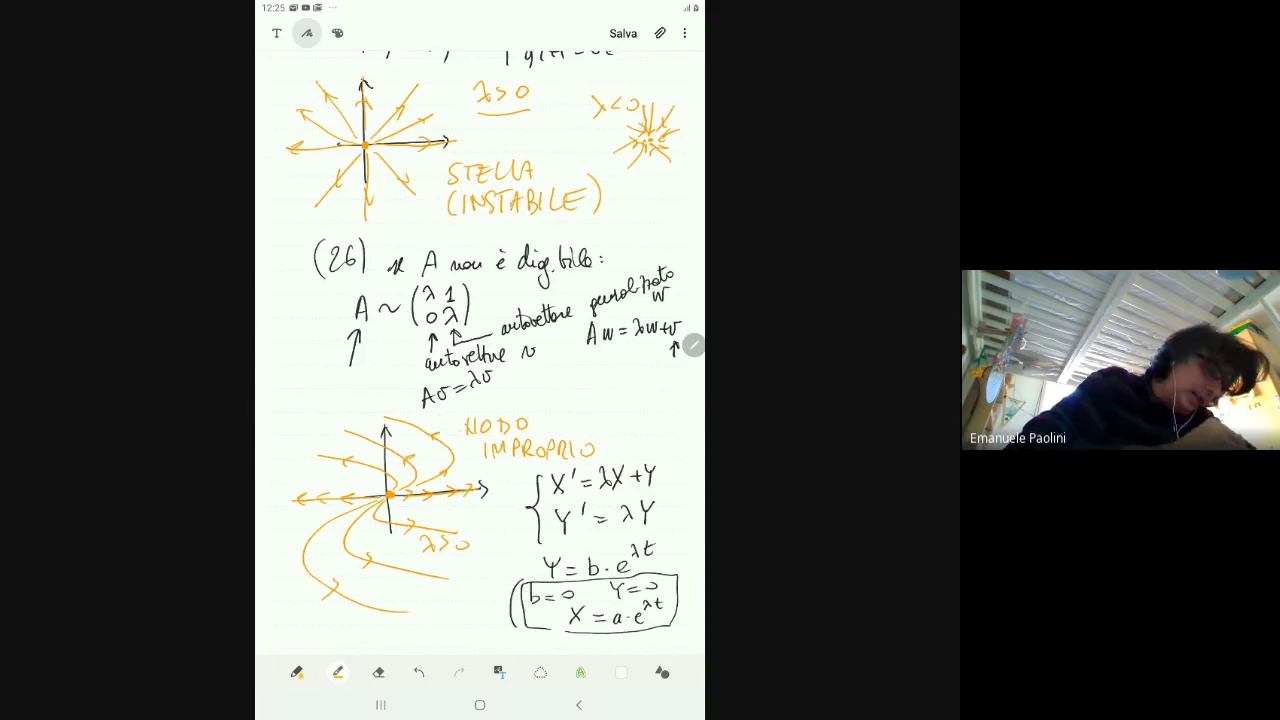 12:25
T
Salva
λ > 0
λ < 0
STELLA
(INSTABILE)
(26) se A non è diag.bile:
A ~ (λ 1
0 λ)
autovettore generalizzato
w
A w = λw + v
autovettore v
Av = λv
NODO
IMPROPRIO
λ > 0
{ X' = λX + Y
Y' = λY
Y = b · e^λt
b = 0 Y = 0
X = a · e^λt
Emanuele Paolini